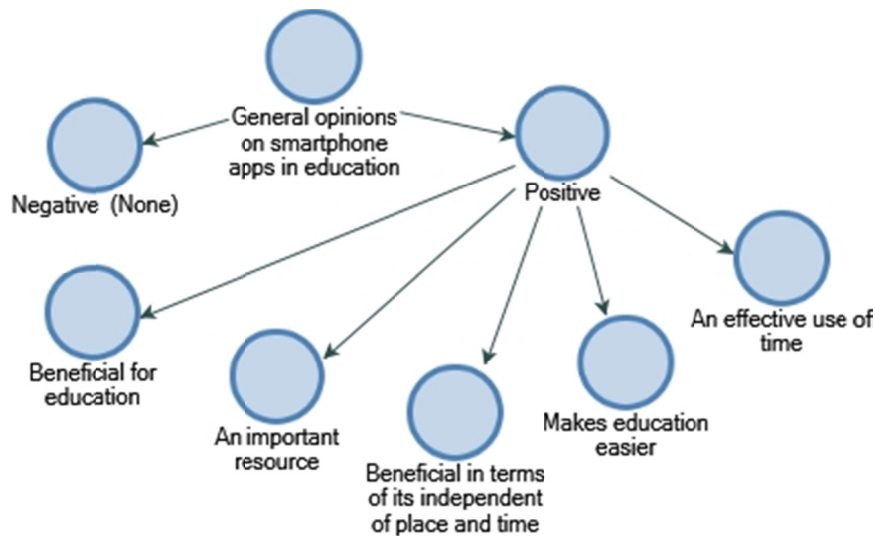 General opinions
on smartphone
apps in education
Negative (None)
Positive
Beneficial for
education
An important
resource
Beneficial in terms
of its independent
of place and time
Makes education
easier
An effective use of
time